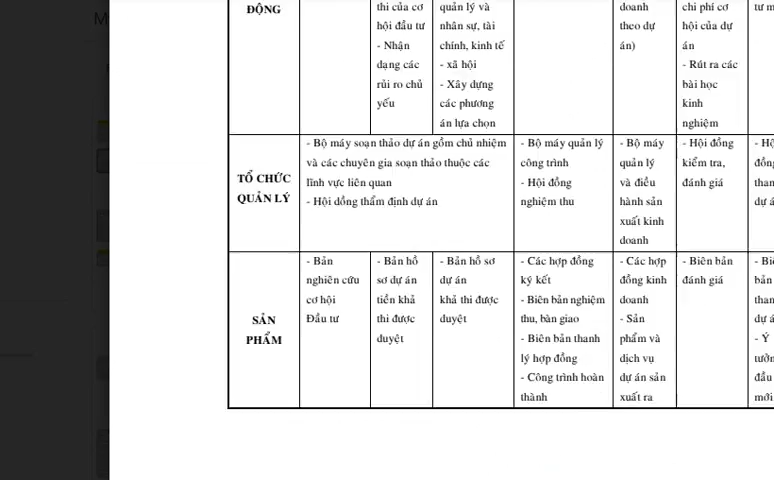 ĐỘNG
thi của cơ
hội đầu tư
- Nhận
dạng các
rủi ro chủ
yếu
quản lý và
nhân sự, tài
chính, kinh tế
- xã hội
- Xây dựng
các phương
án lựa chọn
doanh
theo dự
án)
chi phí cơ
hội của dự
án
- Rút ra các
bài học
kinh
nghiệm
TỔ CHỨC
QUẢN LÝ
- Bộ máy soạn thảo dự án gồm chủ nhiệm
và các chuyên gia soạn thảo thuộc các
lĩnh vực liên quan
- Hội dồng thẩm định dự án
- Bộ máy quản lý
công trình
- Hội đồng
nghiệm thu
- Bộ máy
quản lý
và điều
hành sản
xuất kinh
doanh
- Hội đồng
kiểm tra,
đánh giá
đồng
dự
SẢN
PHẨM
- Bản
nghiên cứu
cơ hội
Đầu tư
- Bản hồ
sơ dự án
tiền khả
thi được
duyệt
- Bản hồ sơ
dự án
khả thi được
duyệt
- Các hợp đồng
ký kết
- Biên bản nghiệm
thu, bàn giao
- Biên bản thanh
lý hợp đồng
- Công trình hoàn
thành
- Các hợp
đồng kinh
doanh
- Sản
phẩm và
dịch vụ
dự án sản
xuất ra
- Biên bản
đánh giá
bản
dự
- Ý
đầu
mới